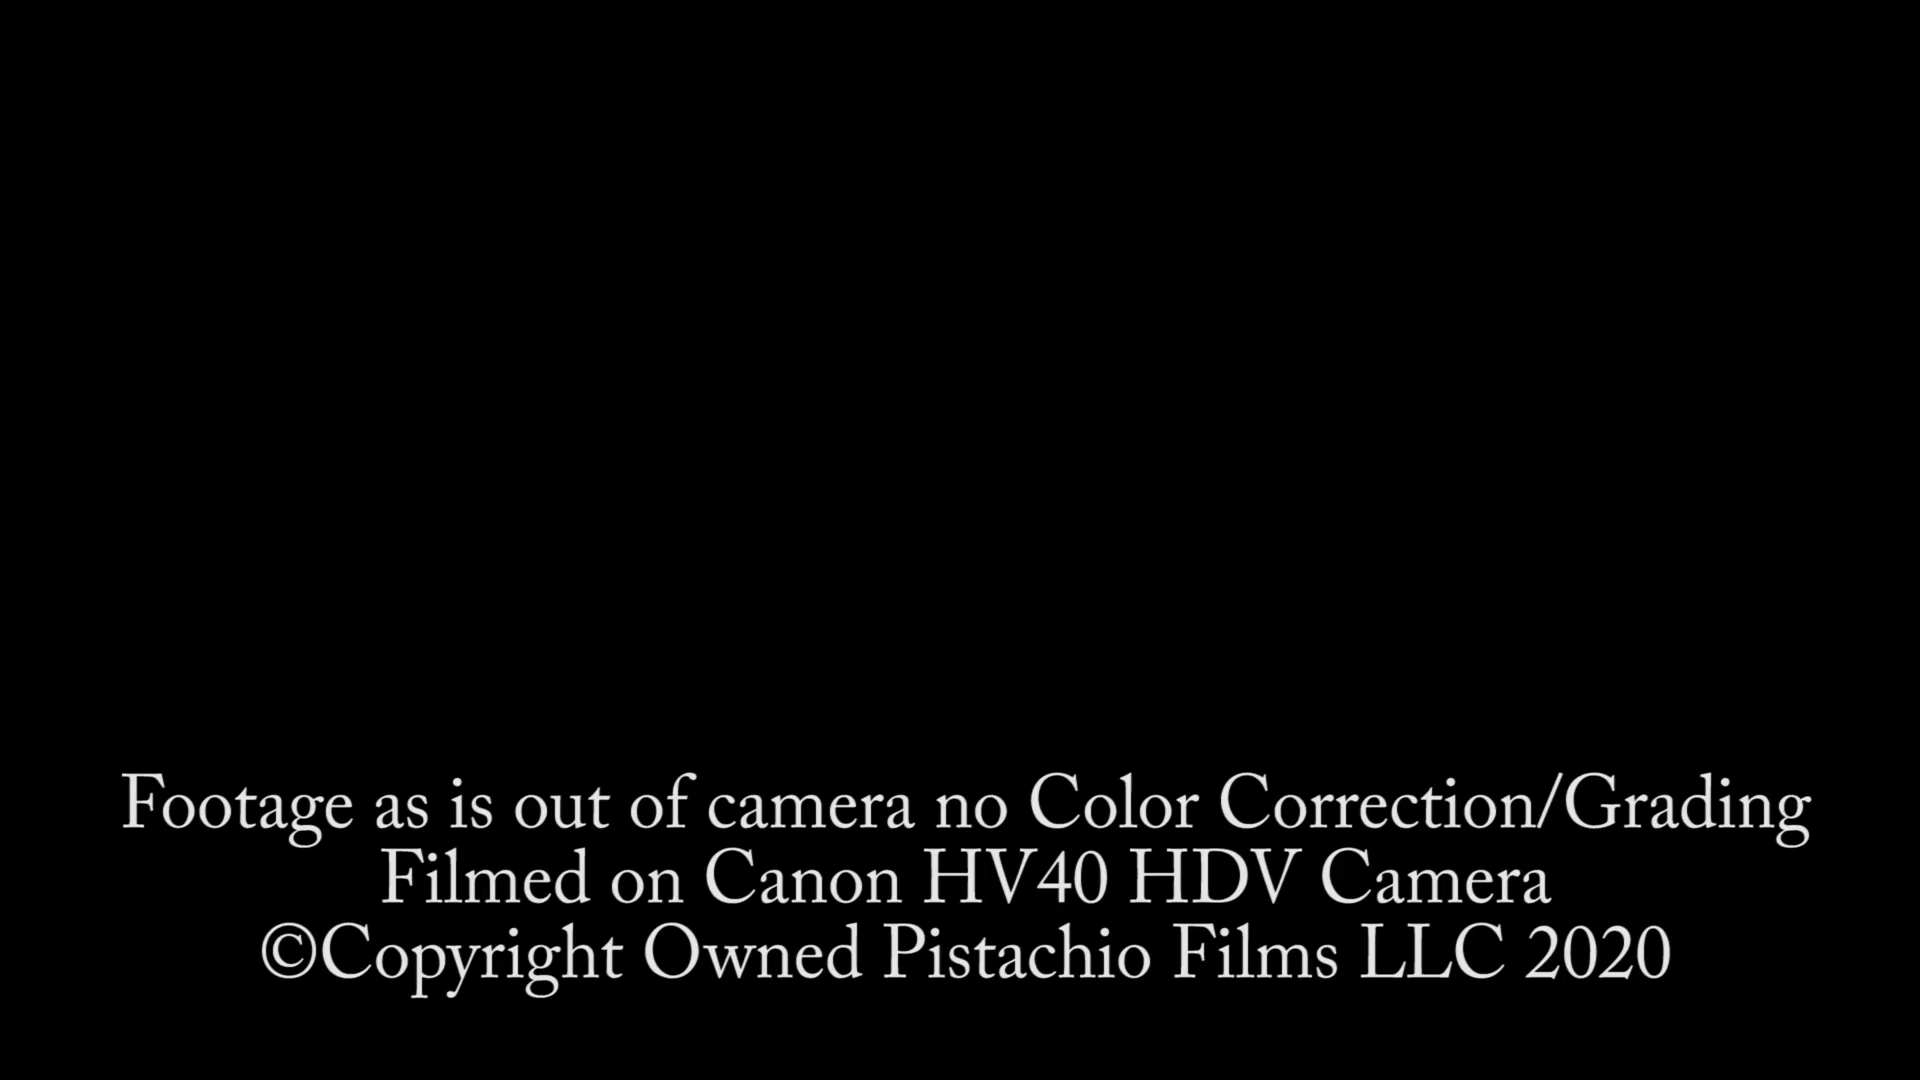 Footage as is out of camera no Color Correction/Grading
Filmed on Canon HV40 HDV Camera
©Copyright Owned Pistachio Films LLC 2020